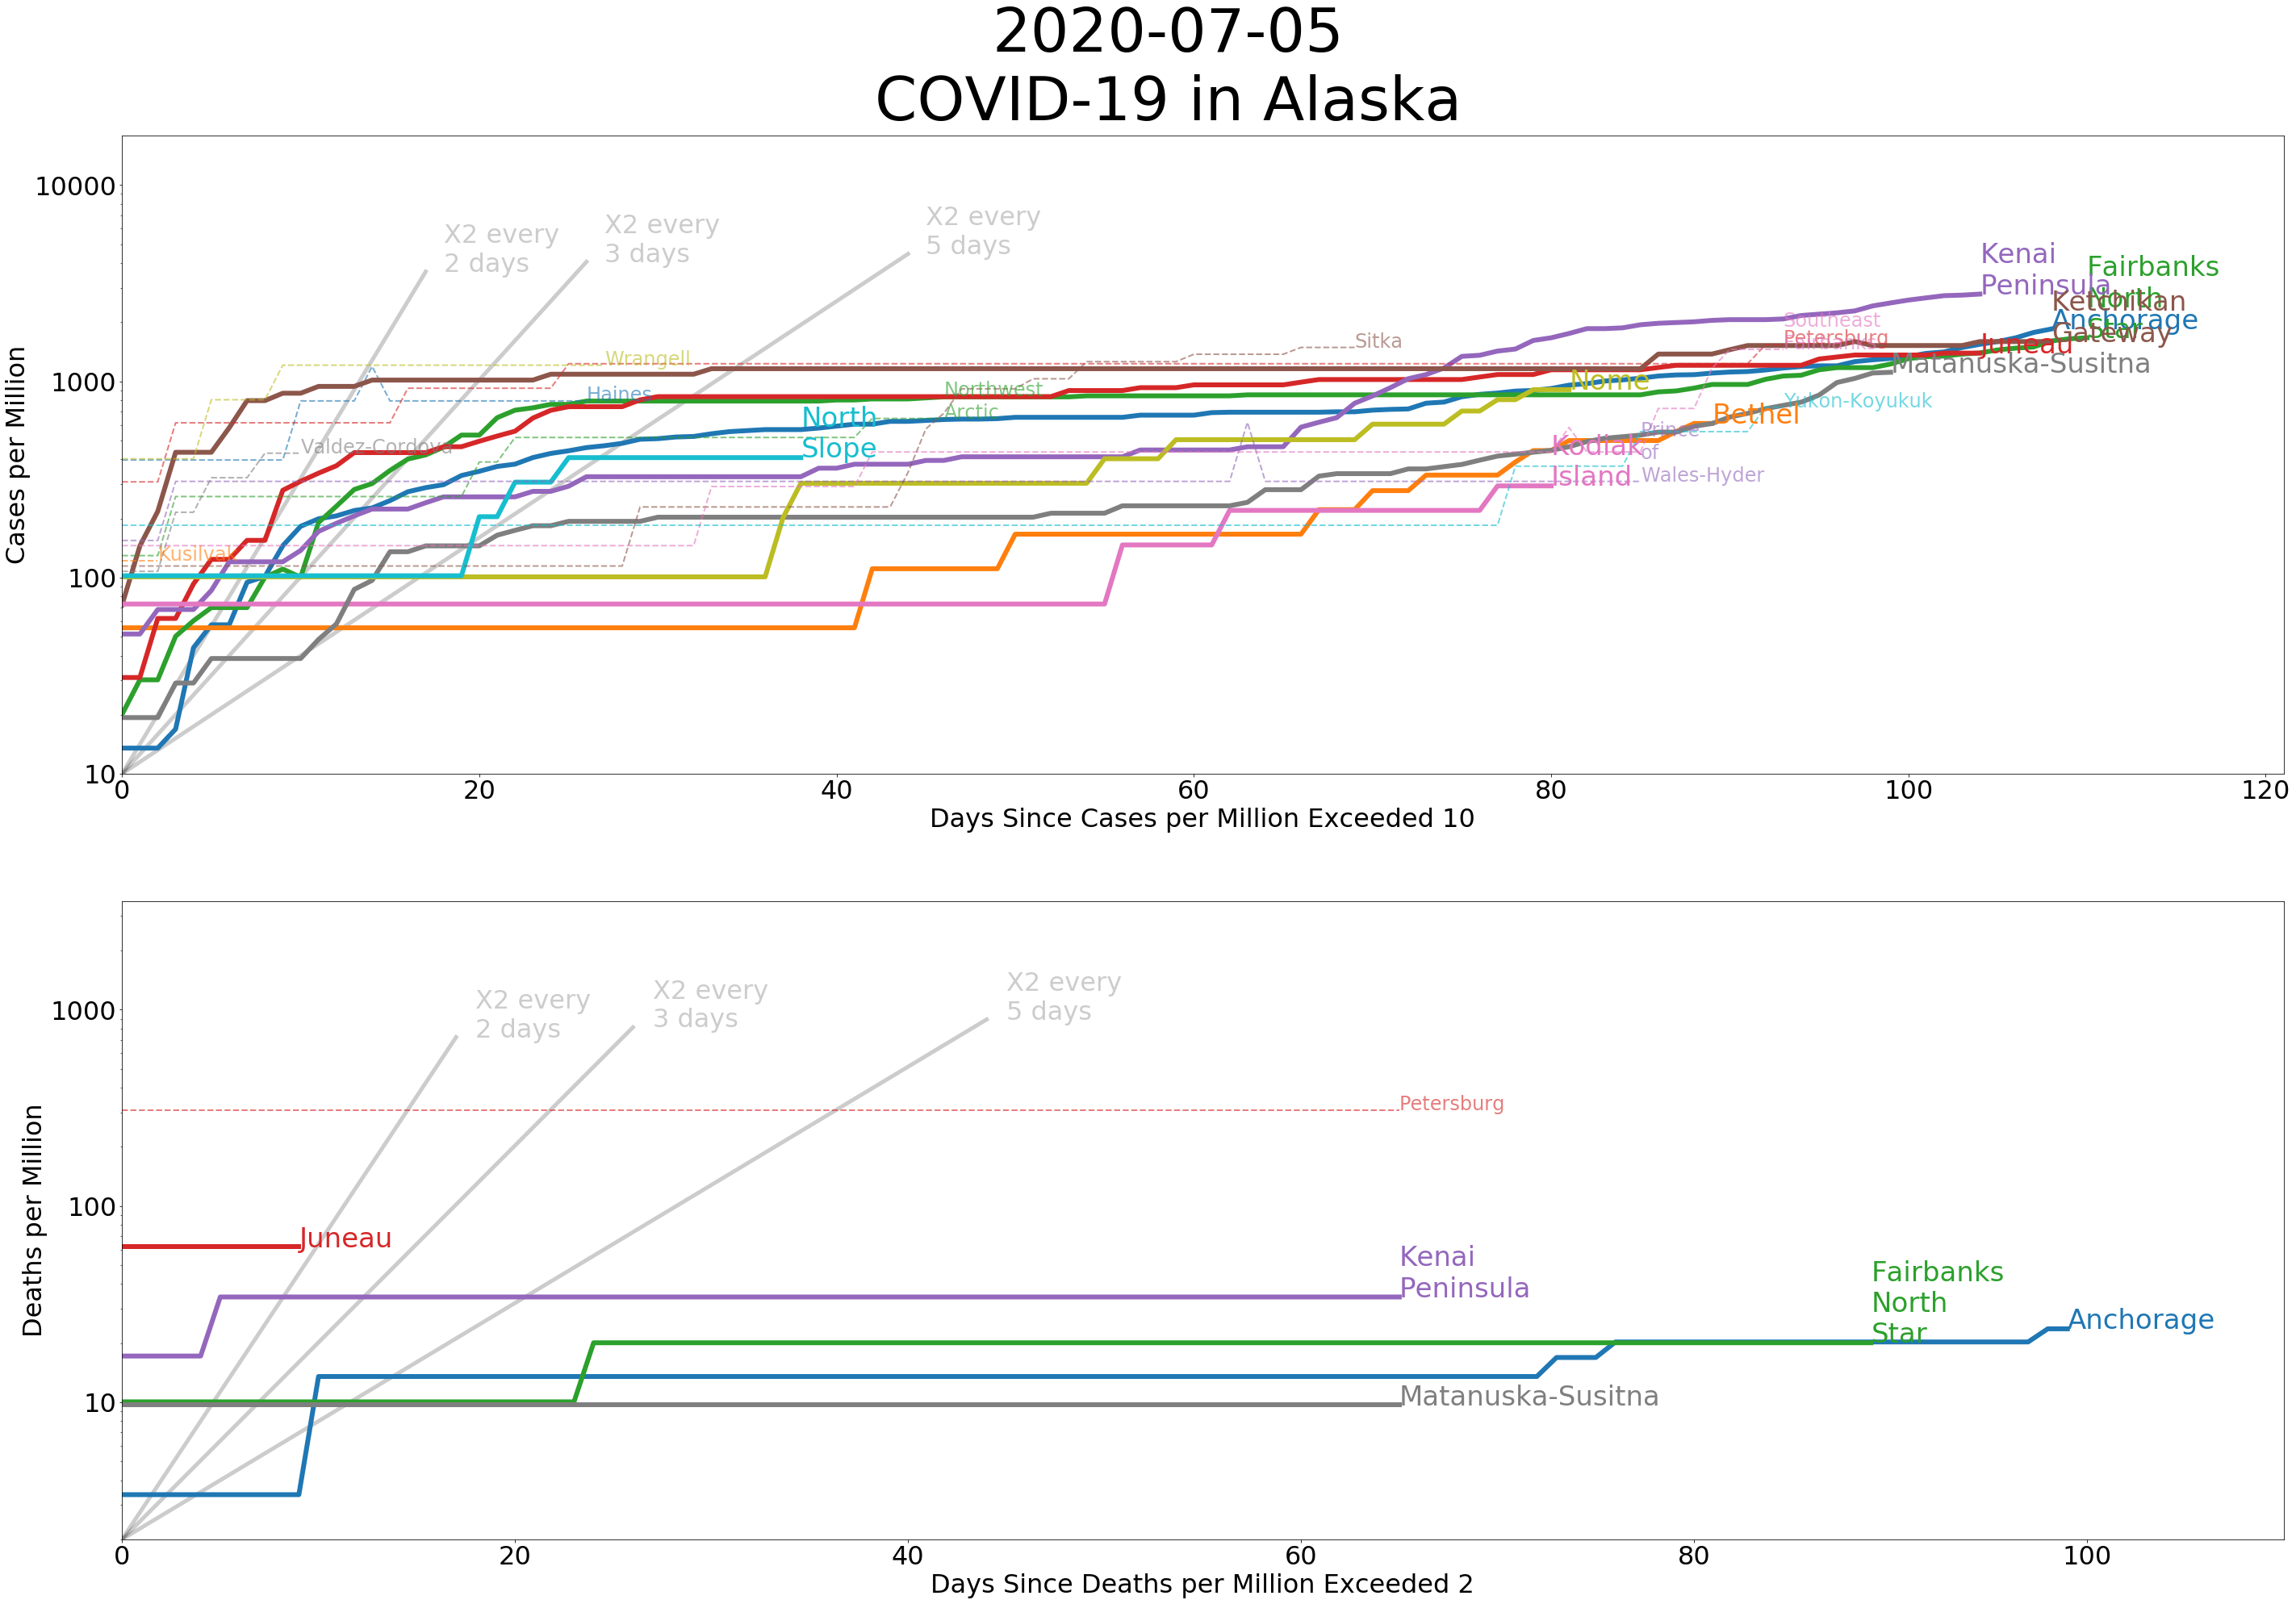 2020-07-05
COVID-19 in Alaska
Cases per Million
10000
1000
100
10
X2 every
2 days
X2 every
3 days
X2 every
5 days
Kenai
Peninsula
Fairbanks
North
Star
Ketchikan
Gateway
Anchorage
Southeast
Petersburg
Juneau
Matanuska-Susitna
Sitka
Wrangell
Haines
Northwest
Arctic
Nome
Yukon-Koyukuk
Bethel
North
Slope
Valdez-Cordova
Prince
of
Wales-Hyder
Kodiak
Island
Kusilvak
0
20
40
60
80
100
120
Days Since Cases per Million Exceeded 10
Deaths per Million
1000
100
10
X2 every
2 days
X2 every
3 days
X2 every
5 days
Petersburg
Juneau
Kenai
Peninsula
Fairbanks
North
Star
Anchorage
Matanuska-Susitna
0
20
40
60
80
100
Days Since Deaths per Million Exceeded 2